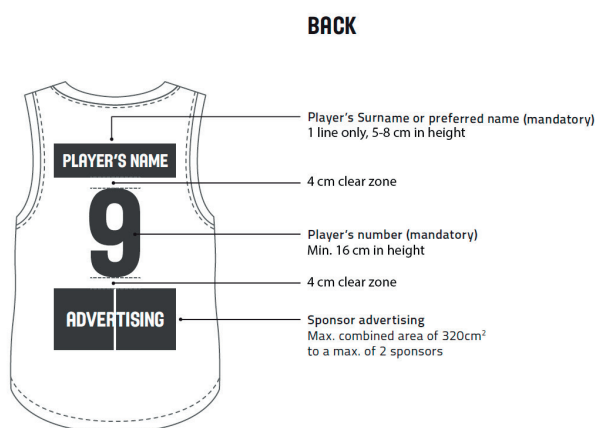 BACK
Player's Surname or preferred name (mandatory)
1 line only, 5-8 cm in height
PLAYER'S NAME
4 cm clear zone
9
Player's number (mandatory)
Min. 16 cm in height
4 cm clear zone
ADVERTISING
Sponsor advertising
Max. combined area of 320cm²
to a max. of 2 sponsors